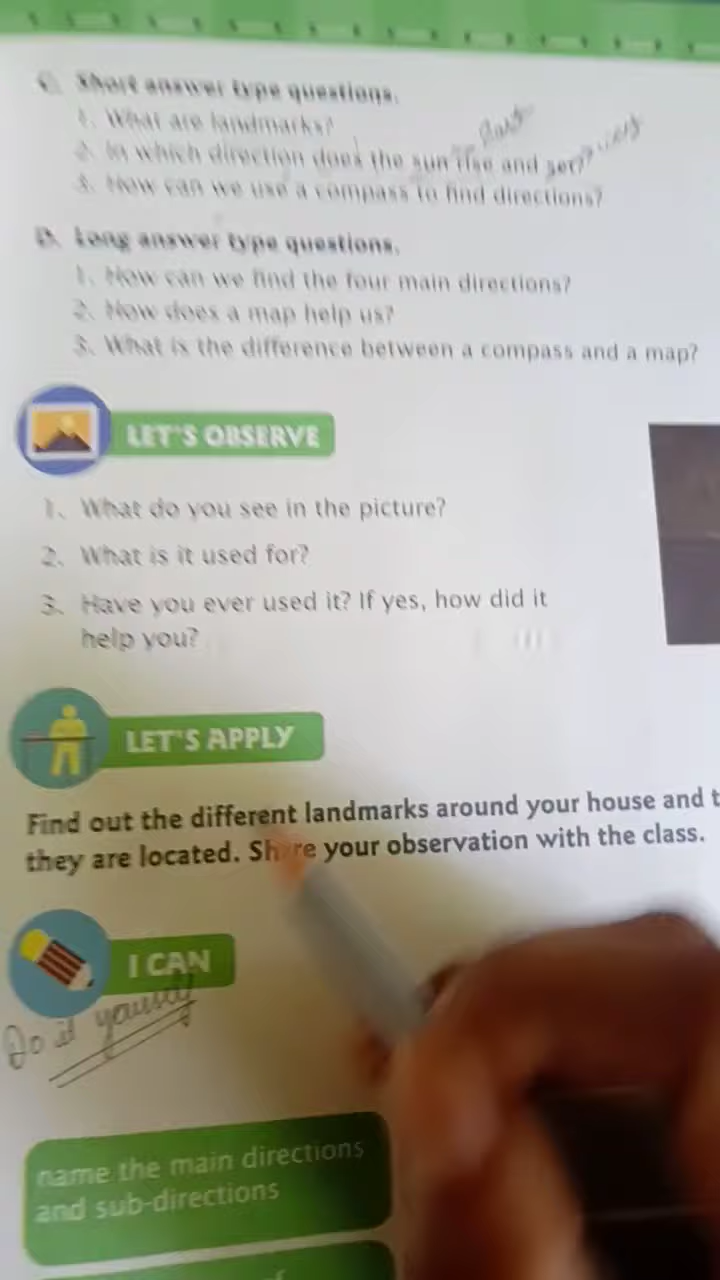 C. Short answer type questions.
1. What are landmarks?
2. In which direction does the sun rise and set?
3. How can we use a compass to find directions?
D. Long answer type questions.
1. How can we find the four main directions?
2. How does a map help us?
3. What is the difference between a compass and a map?
LET'S OBSERVE
1. What do you see in the picture?
2. What is it used for?
3. Have you ever used it? If yes, how did it
help you?
LET'S APPLY
Find out the different landmarks around your house and
they are located. Share your observation with the class.
I CAN
Do it
name the main directions
and sub-directions